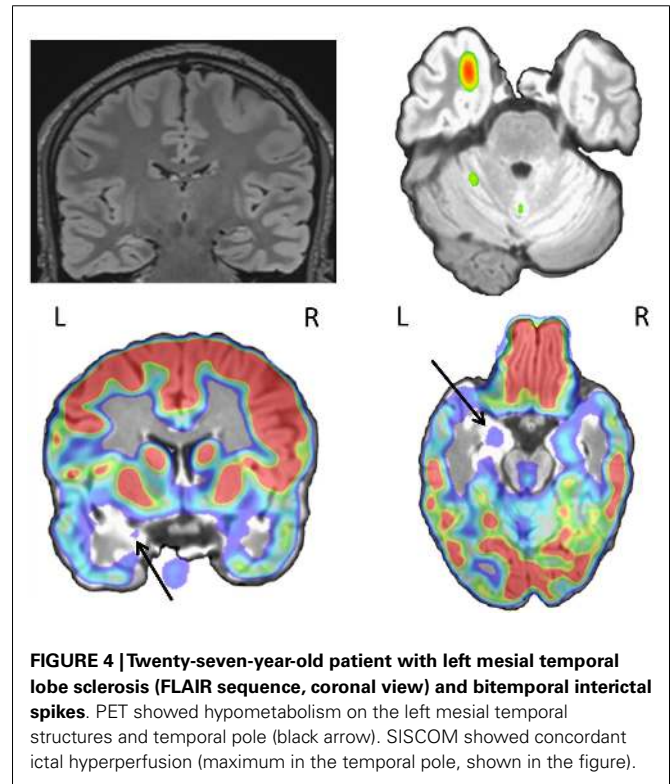 L R L R
FIGURE 4 | Twenty-seven-year-old patient with left mesial temporal
lobe sclerosis (FLAIR sequence, coronal view) and bitemporal interictal
spikes. PET showed hypometabolism on the left mesial temporal
structures and temporal pole (black arrow). SISCOM showed concordant
ictal hyperperfusion (maximum in the temporal pole, shown in the figure).